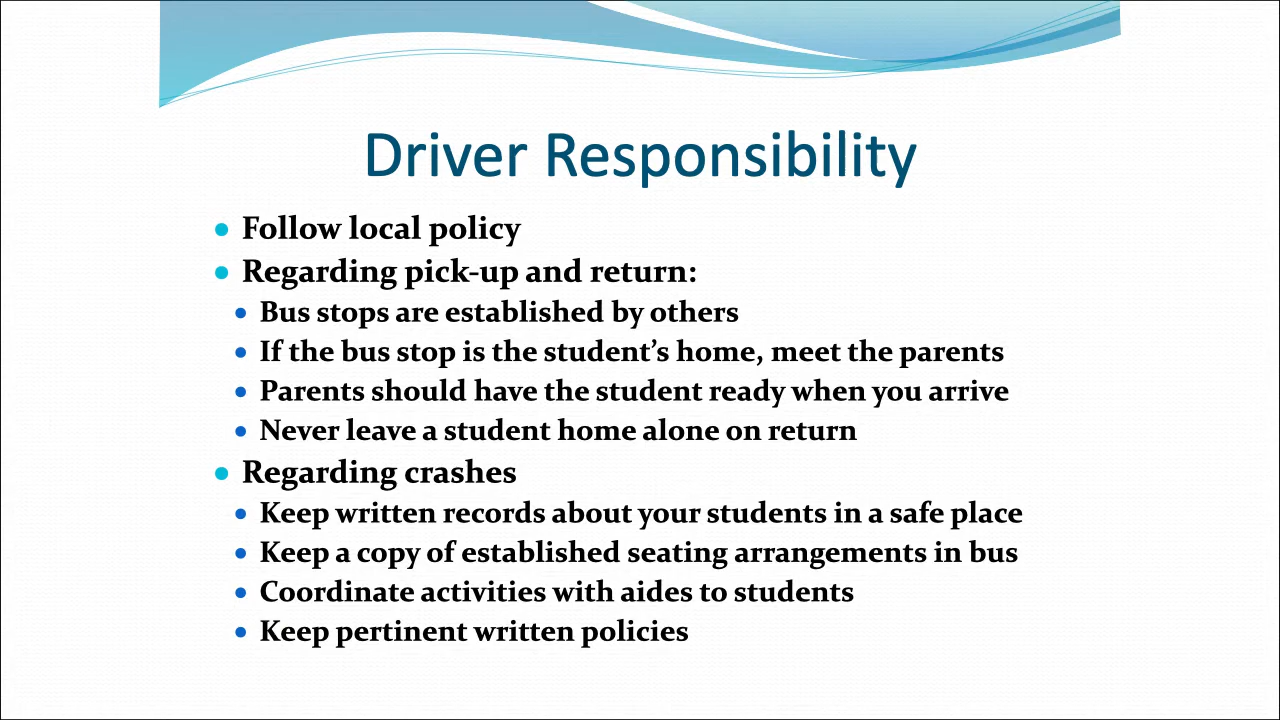 Driver Responsibility
• Follow local policy
• Regarding pick-up and return:
• Bus stops are established by others
• If the bus stop is the student’s home, meet the parents
• Parents should have the student ready when you arrive
• Never leave a student home alone on return
• Regarding crashes
• Keep written records about your students in a safe place
• Keep a copy of established seating arrangements in bus
• Coordinate activities with aides to students
• Keep pertinent written policies